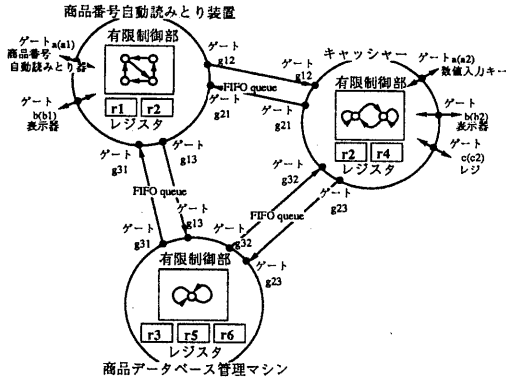 商品番号自動読みとり装置
有限制御部
r1 r2
レジスタ
ゲート
a(a1)
商品番号
自動読みとり器
ゲート
b(b1)
表示器
ゲート
g12
FIFO queue
ゲート
g21
ゲート
g31
ゲート
g13
キャッシャー
有限制御部
r2 r4
レジスタ
ゲート
g12
ゲート
g21
ゲート
a(a2)
数値入力キー
ゲート
b(b2)
表示器
ゲート
c(c2)
レジ
ゲート
g32
ゲート
g23
FIFO queue
FIFO queue
ゲート
g31
ゲート
g13
ゲート
g32
ゲート
g23
有限制御部
r3 r5 r6
レジスタ
商品データベース管理マシン